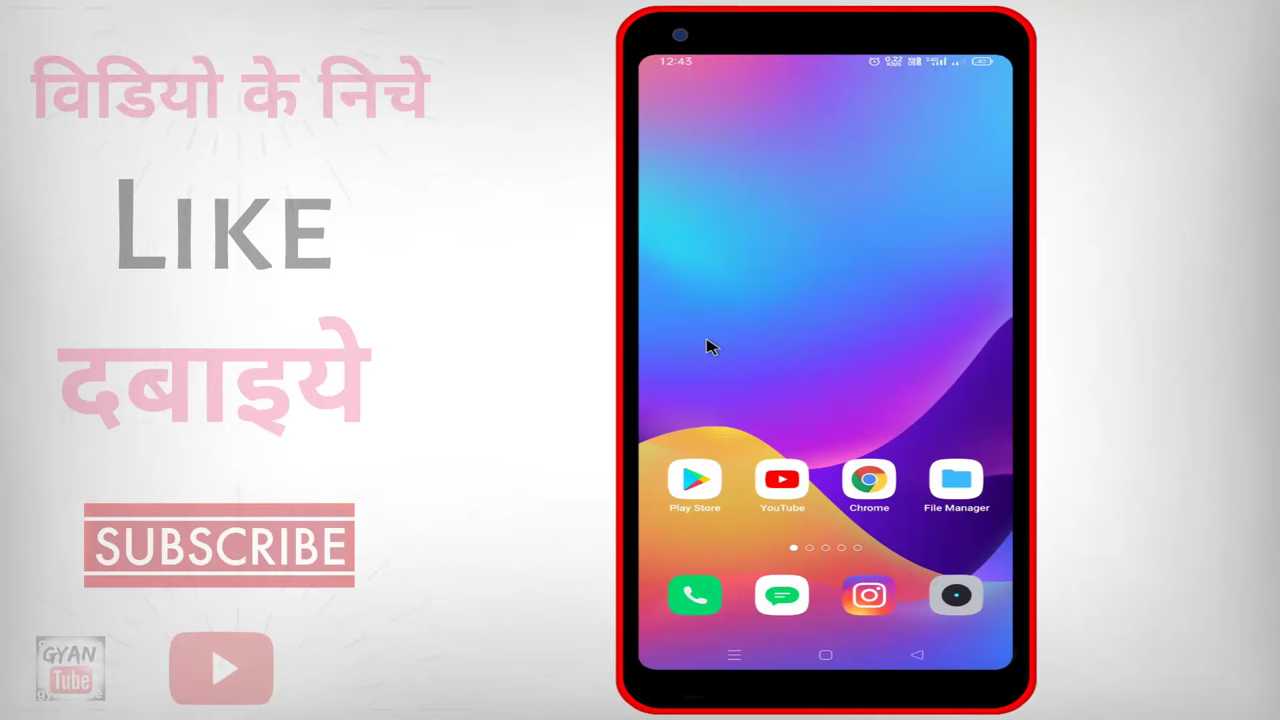 विडियो के निचे
LIKE
दबाइये
SUBSCRIBE
GYAN
Tube
12:43
Play Store
YouTube
Chrome
File Manager